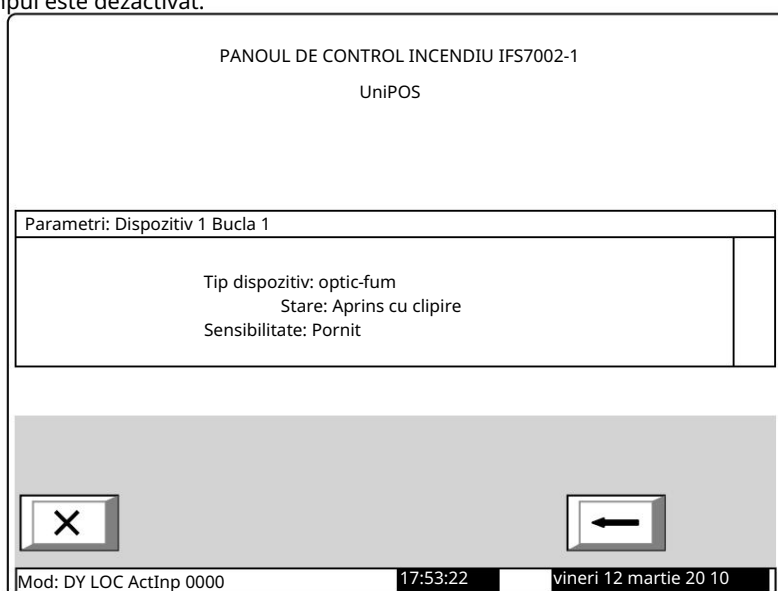 ipul este dezactivat.
PANOUL DE CONTROL INCENDIU IFS7002-1
UniPOS
Parametri: Dispozitiv 1 Bucla 1
Tip dispozitiv: optic-fum
Stare: Aprins cu clipire
Sensibilitate: Pornit
Mod: DY LOC ActInp 0000
17:53:22
vineri 12 martie 20 10